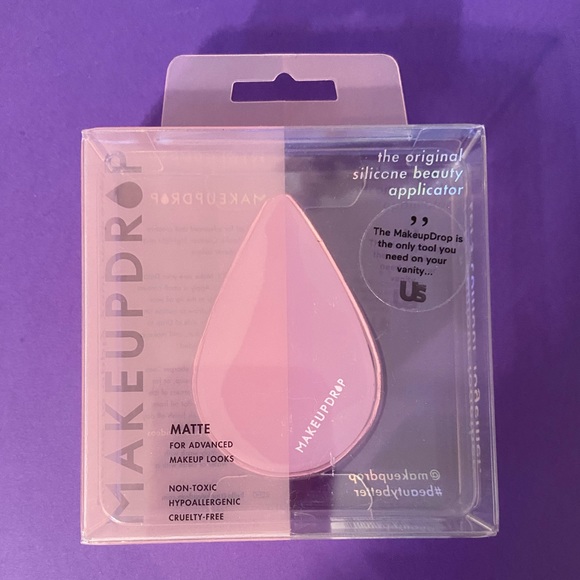 MAKEUPDROP
the original
silicone beauty
applicator
,,
The MakeupDrop is
the only tool you
need on your
vanity...
Us
MAKEUPDROP
MAKEUPDROP
MATTE
FOR ADVANCED
MAKEUP LOOKS
NON-TOXIC
HYPOALLERGENIC
CRUELTY-FREE
@makeupdrop
#beautybetter